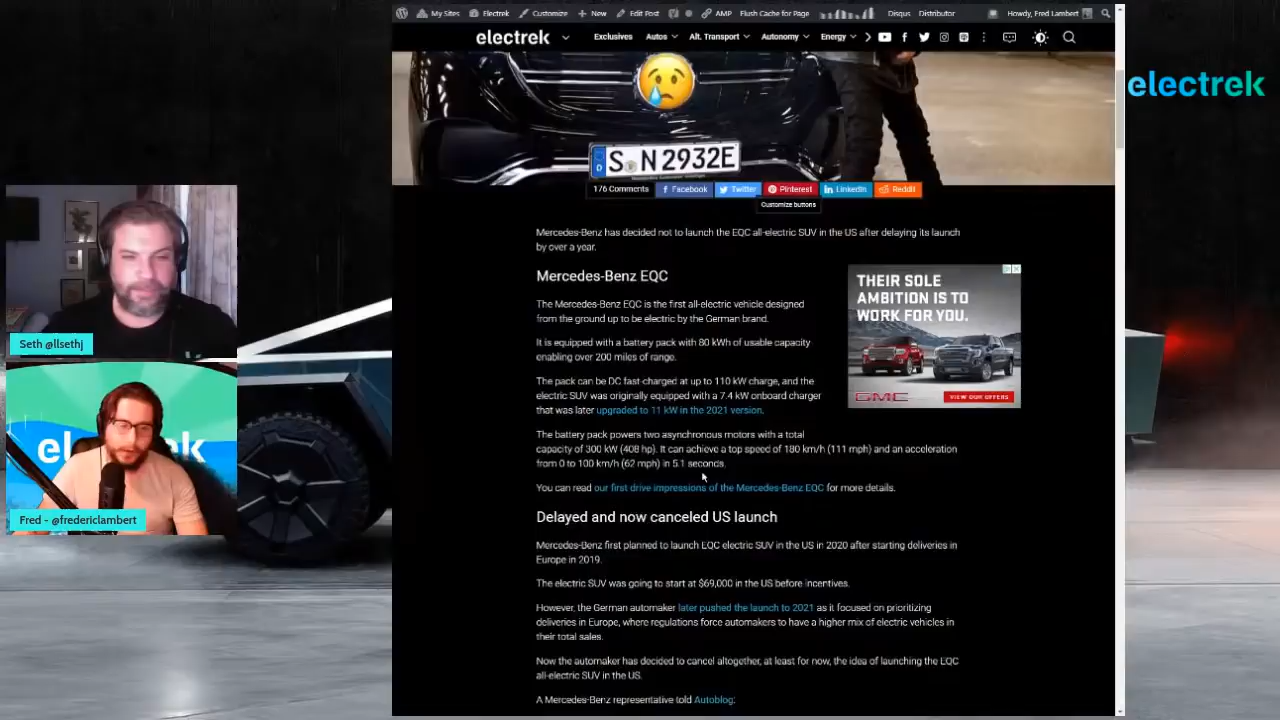 My Sites
Electrek
Customize
New
Edit Post
AMP
Flush Cache for Page
Disqus
Distributor
Howdy, Fred Lambert
electrek
Exclusives
Autos
Alt. Transport
Autonomy
Energy
electrek
S N 2932E
D
176 Comments
Facebook
Twitter
Pinterest
LinkedIn
Reddit
Customize buttons
Mercedes-Benz has decided not to launch the EQC all-electric SUV in the US after delaying its launch
by over a year.
Mercedes-Benz EQC
The Mercedes-Benz EQC is the first all-electric vehicle designed
from the ground up to be electric by the German brand.
It is equipped with a battery pack with 80 kWh of usable capacity
enabling over 200 miles of range.
The pack can be DC fast-charged at up to 110 kW charge, and the
electric SUV was originally equipped with a 7.4 kW onboard charger
that was later upgraded to 11 kW in the 2021 version.
The battery pack powers two asynchronous motors with a total
capacity of 300 kW (408 hp). It can achieve a top speed of 180 km/h (111 mph) and an acceleration
from 0 to 100 km/h (62 mph) in 5.1 seconds.
You can read our first drive impressions of the Mercedes-Benz EQC for more details.
THEIR SOLE
AMBITION IS TO
WORK FOR YOU.
GMC
VIEW OUR OFFERS
Delayed and now canceled US launch
Mercedes-Benz first planned to launch EQC electric SUV in the US in 2020 after starting deliveries in
Europe in 2019.
The electric SUV was going to start at $69,000 in the US before incentives.
However, the German automaker later pushed the launch to 2021 as it focused on prioritizing
deliveries in Europe, where regulations force automakers to have a higher mix of electric vehicles in
their total sales.
Now the automaker has decided to cancel altogether, at least for now, the idea of launching the EQC
all-electric SUV in the US.
A Mercedes-Benz representative told Autoblog:
Seth @llsethj
Fred - @fredericlambert